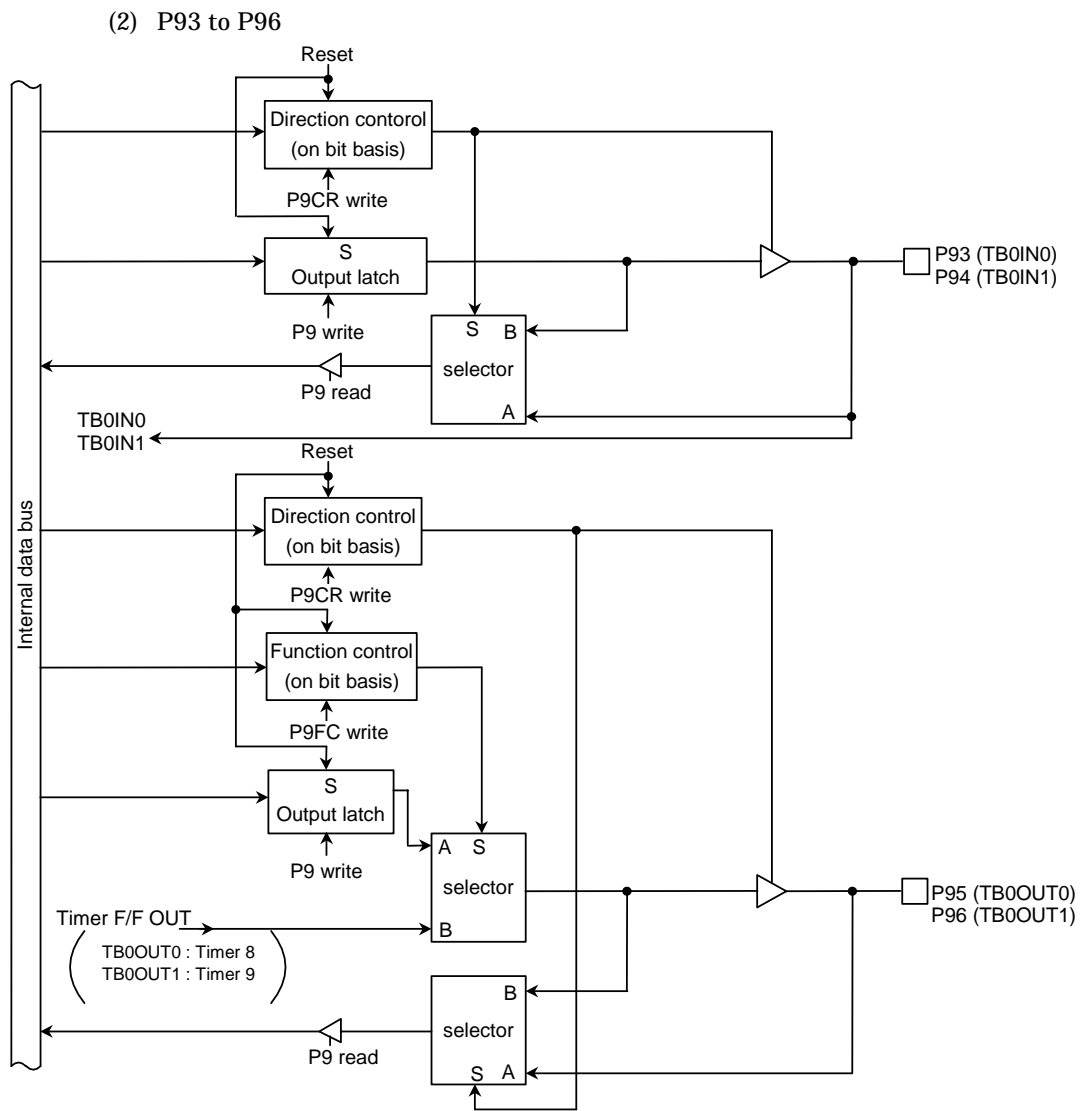 (2) P93 to P96
Reset
Direction contorol
(on bit basis)
P9CR write
S
Output latch
P9 write
S B
selector
A
P9 read
P93 (TB0IN0)
P94 (TB0IN1)
TB0IN0
TB0IN1
Internal data bus
Reset
Direction control
(on bit basis)
P9CR write
Function control
(on bit basis)
P9FC write
S
Output latch
P9 write
A S
selector
B
Timer F/F OUT
TB0OUT0 : Timer 8
TB0OUT1 : Timer 9
P95 (TB0OUT0)
P96 (TB0OUT1)
B
selector
S A
P9 read